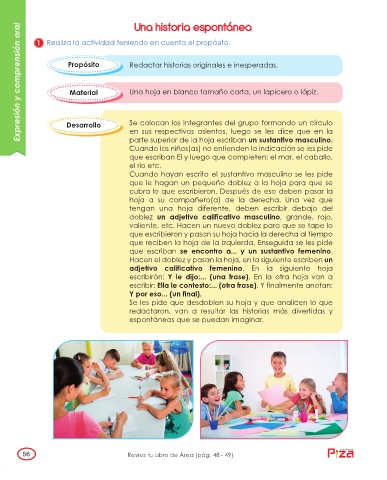 Expresión y comprensión oral
Una historia espontánea
1 Realiza la actividad teniendo en cuenta el propósito.
Propósito
Redactar historias originales e inesperadas.
Material
Una hoja en blanco tamaño carta, un lapicero o lápiz.
Desarrollo
Se colocan los integrantes del grupo formando un círculo
en sus respectivos asientos, luego se les dice que en la
parte superior de la hoja escriban un sustantivo masculino.
Cuando los niños(as) no entienden la indicación se les pide
que escriban El y luego que completen: el mar, el caballo,
el río etc.
Cuando hayan escrito el sustantivo masculino se les pide
que le hagan un pequeño doblez a la hoja para que se
cubra lo que escribieron. Después de eso deben pasar la
hoja a su compañero(a) de la derecha. Una vez que
tengan una hoja diferente, deben escribir debajo del
doblez un adjetivo calificativo masculino, grande, rojo,
valiente, etc. Hacen un nuevo doblez para que se tape lo
que escribieron y pasan su hoja hacia la derecha al tiempo
que reciben la hoja de la izquierda. Enseguida se les pide
que escriban se encontro a... y un sustantivo femenino.
Hacen el doblez y pasan la hoja, en la siguiente escriben un
adjetivo calificativo femenino. En la siguiente hoja
escribirán: Y le dijo:... (una frase). En la otra hoja van a
escribir: Ella le contesto:... (otra frase). Y finalmente anotan:
Y por eso... (un final).
Se les pide que desdoblen su hoja y que analicen lo que
redactaron, van a resultar las historias más divertidas y
espontáneas que se puedan imaginar.
56
Revisa tu Libro de Área (pág. 48 - 49)
Piza